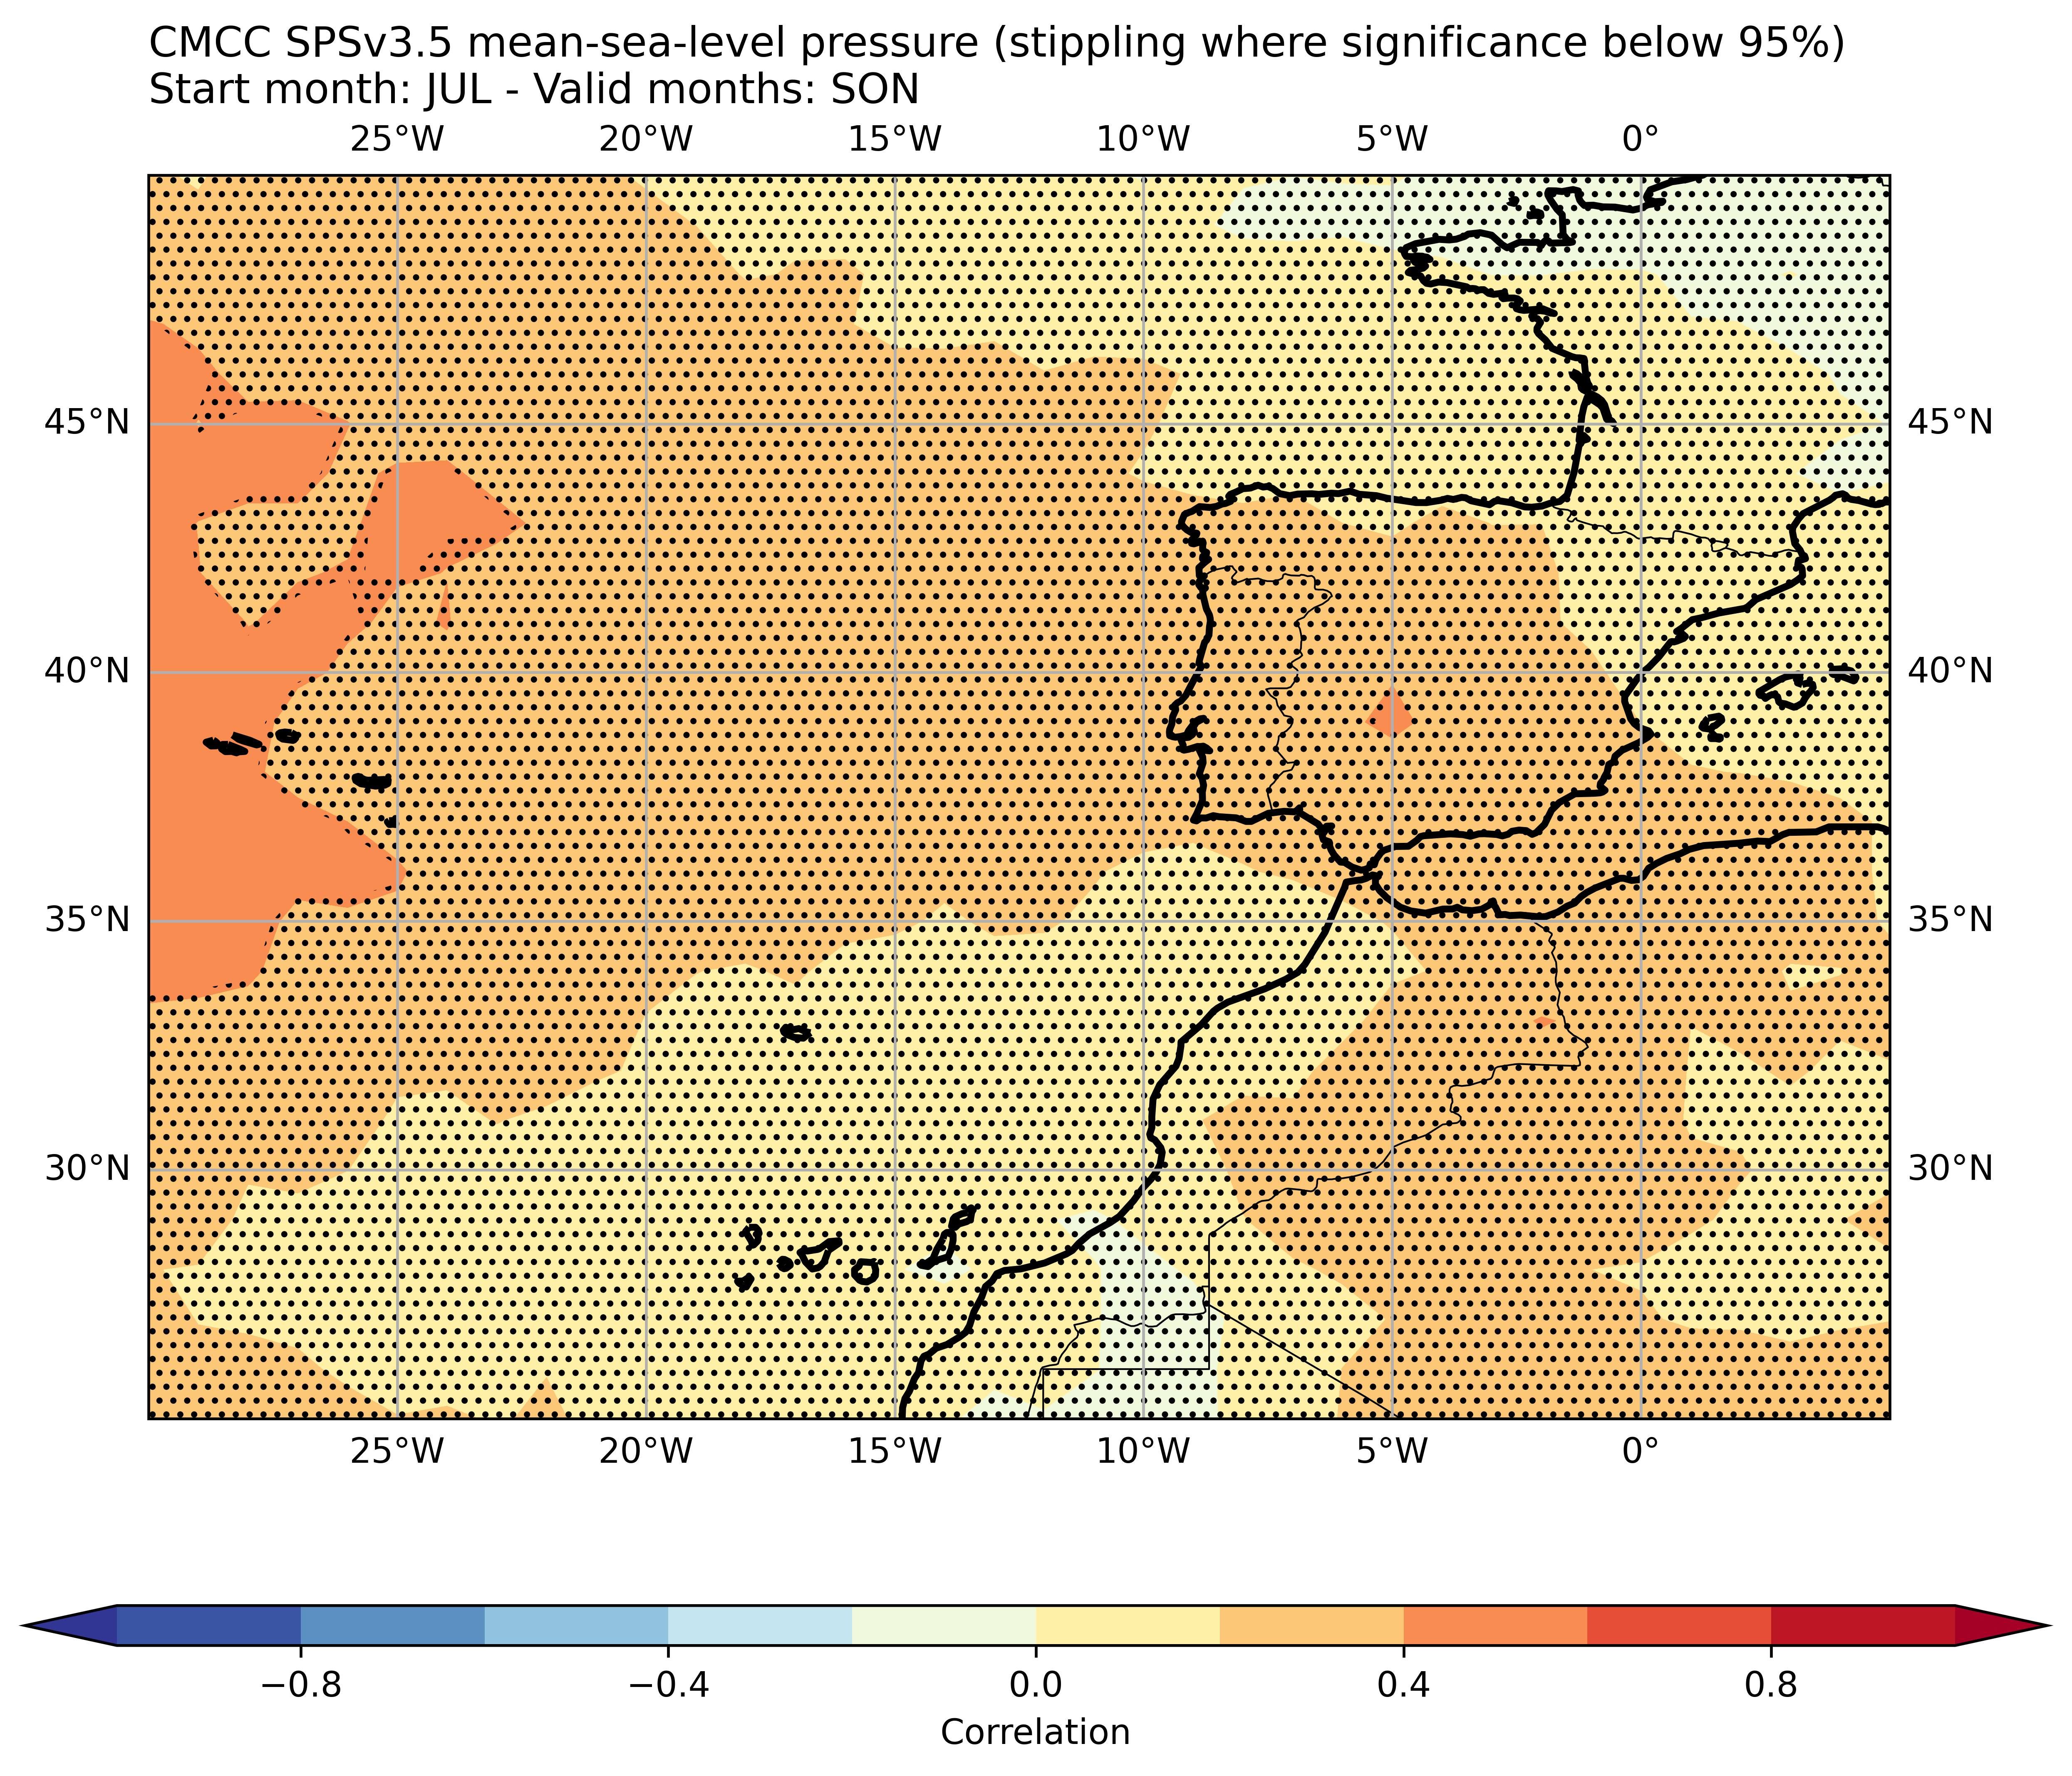 CMCC SPSv3.5 mean-sea-level pressure (stippling where significance below 95%)
Start month: JUL - Valid months: SON
25°W 20°W 15°W 10°W 5°W 0°
45°N 45°N
40°N 40°N
35°N 35°N
30°N 30°N
25°W 20°W 15°W 10°W 5°W 0°
−0.8 −0.4 0.0 0.4 0.8
Correlation